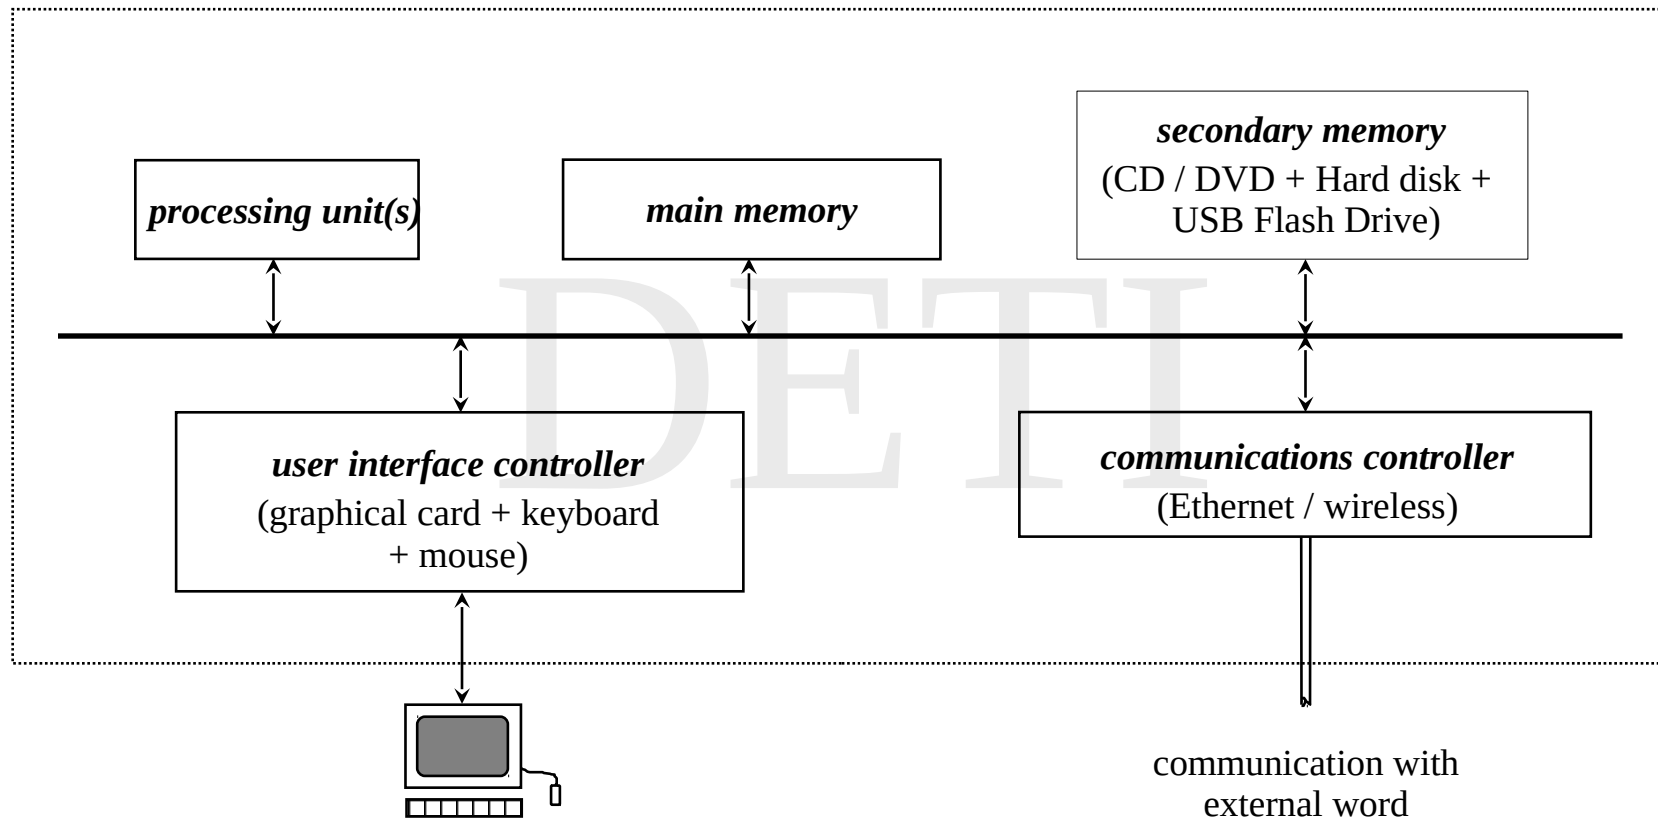 secondary memory
(CD / DVD + Hard disk +
USB Flash Drive)
processing unit(s)
main memory
DETI
user interface controller
(graphical card + keyboard
+ mouse)
communications controller
(Ethernet / wireless)
communication with
external word